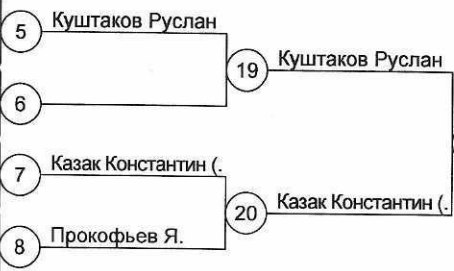 5 Куштаков Руслан
19 Куштаков Руслан
6
7 Казак Константин (.
20 Казак Константин (.
8 Прокофьев Я.